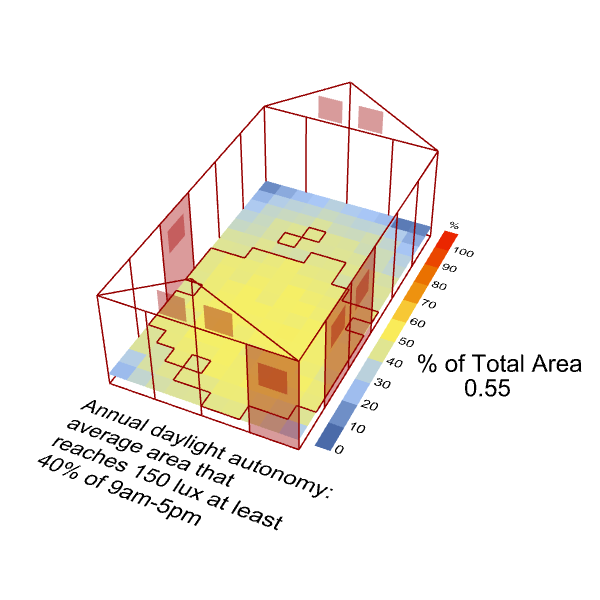 %
100
90
80
70
60
50
40
30
20
10
0
% of Total Area
0.55
Annual daylight autonomy:
average area that
reaches 150 lux at least
40% of 9am-5pm